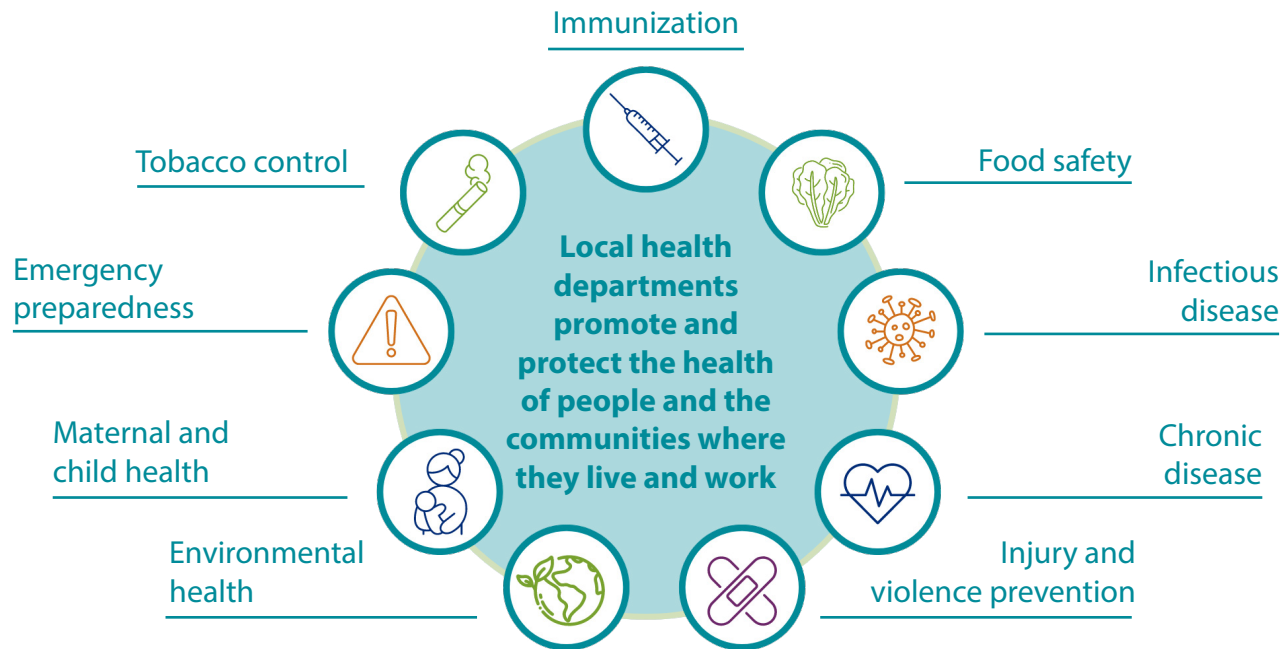 Immunization
Tobacco control
Food safety
Emergency
preparedness
Infectious
disease
Local health
departments
promote and
protect the health
of people and the
communities where
they live and work
Maternal and
child health
Chronic
disease
Environmental
health
Injury and
violence prevention